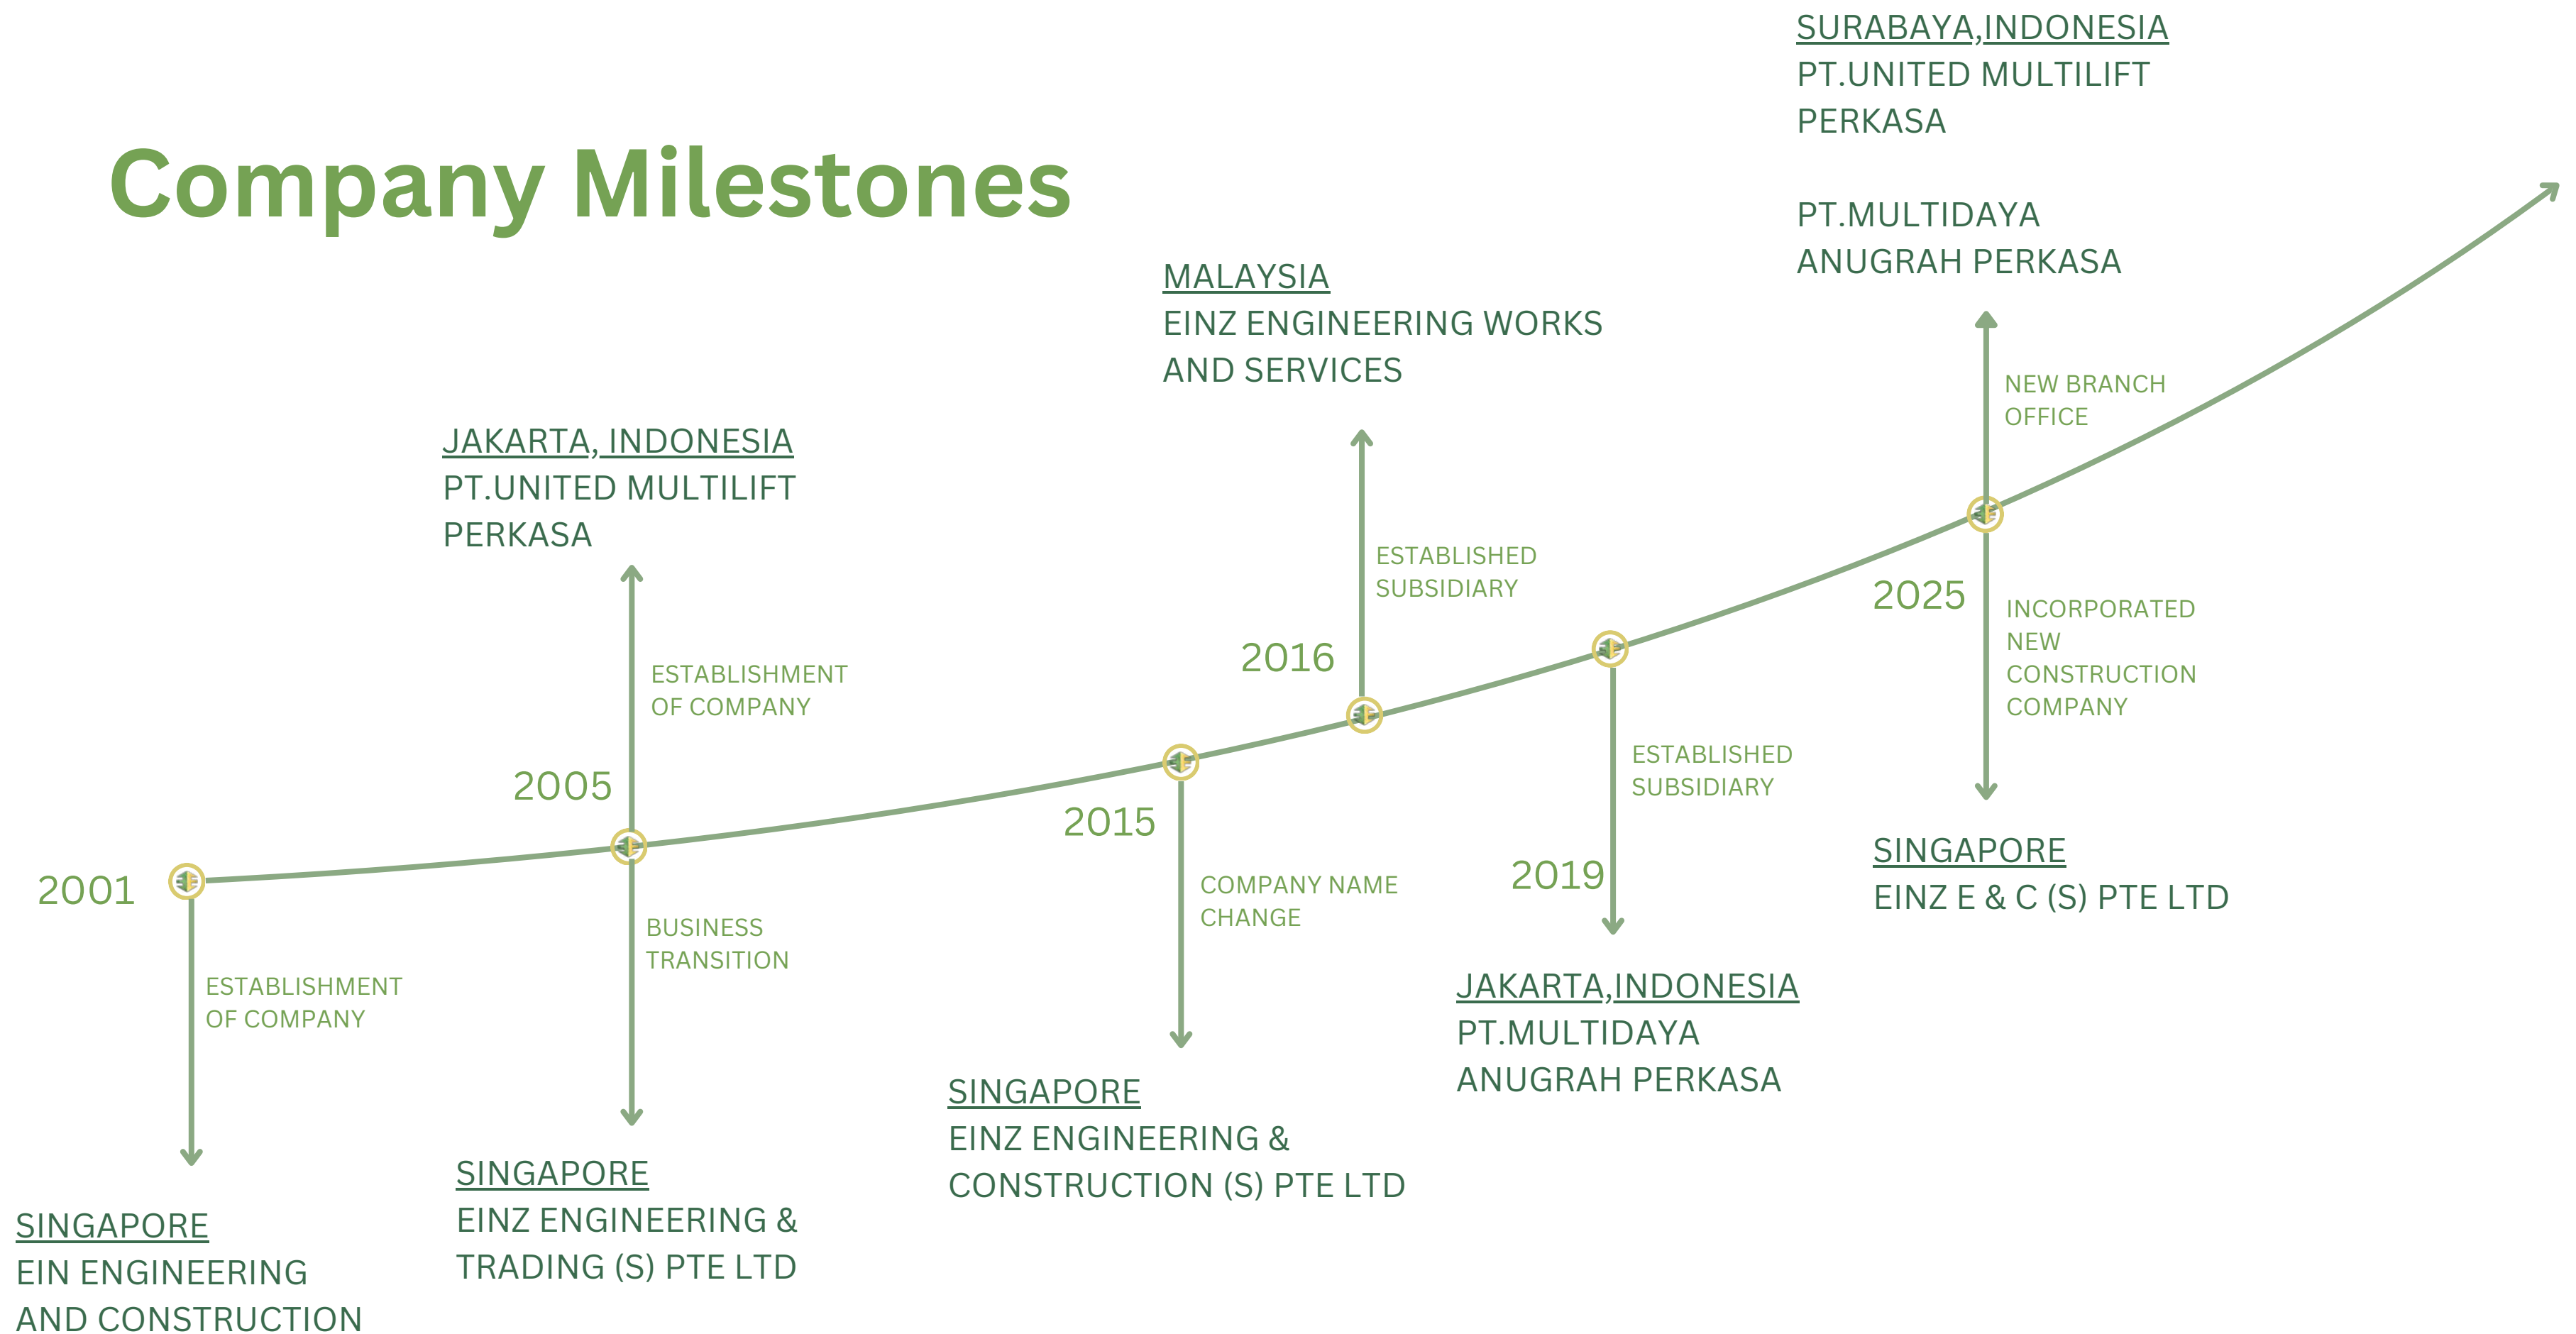 Company Milestones
2001
ESTABLISHMENT
OF COMPANY
SINGAPORE
EIN ENGINEERING
AND CONSTRUCTION
JAKARTA, INDONESIA
PT.UNITED MULTILIFT
PERKASA
ESTABLISHMENT
OF COMPANY
2005
BUSINESS
TRANSITION
SINGAPORE
EINZ ENGINEERING &
TRADING (S) PTE LTD
2015
COMPANY NAME
CHANGE
SINGAPORE
EINZ ENGINEERING &
CONSTRUCTION (S) PTE LTD
MALAYSIA
EINZ ENGINEERING WORKS
AND SERVICES
ESTABLISHED
SUBSIDIARY
2016
ESTABLISHED
SUBSIDIARY
2019
JAKARTA,INDONESIA
PT.MULTIDAYA
ANUGRAH PERKASA
SURABAYA,INDONESIA
PT.UNITED MULTILIFT
PERKASA
PT.MULTIDAYA
ANUGRAH PERKASA
NEW BRANCH
OFFICE
2025
INCORPORATED
NEW
CONSTRUCTION
COMPANY
SINGAPORE
EINZ E & C (S) PTE LTD